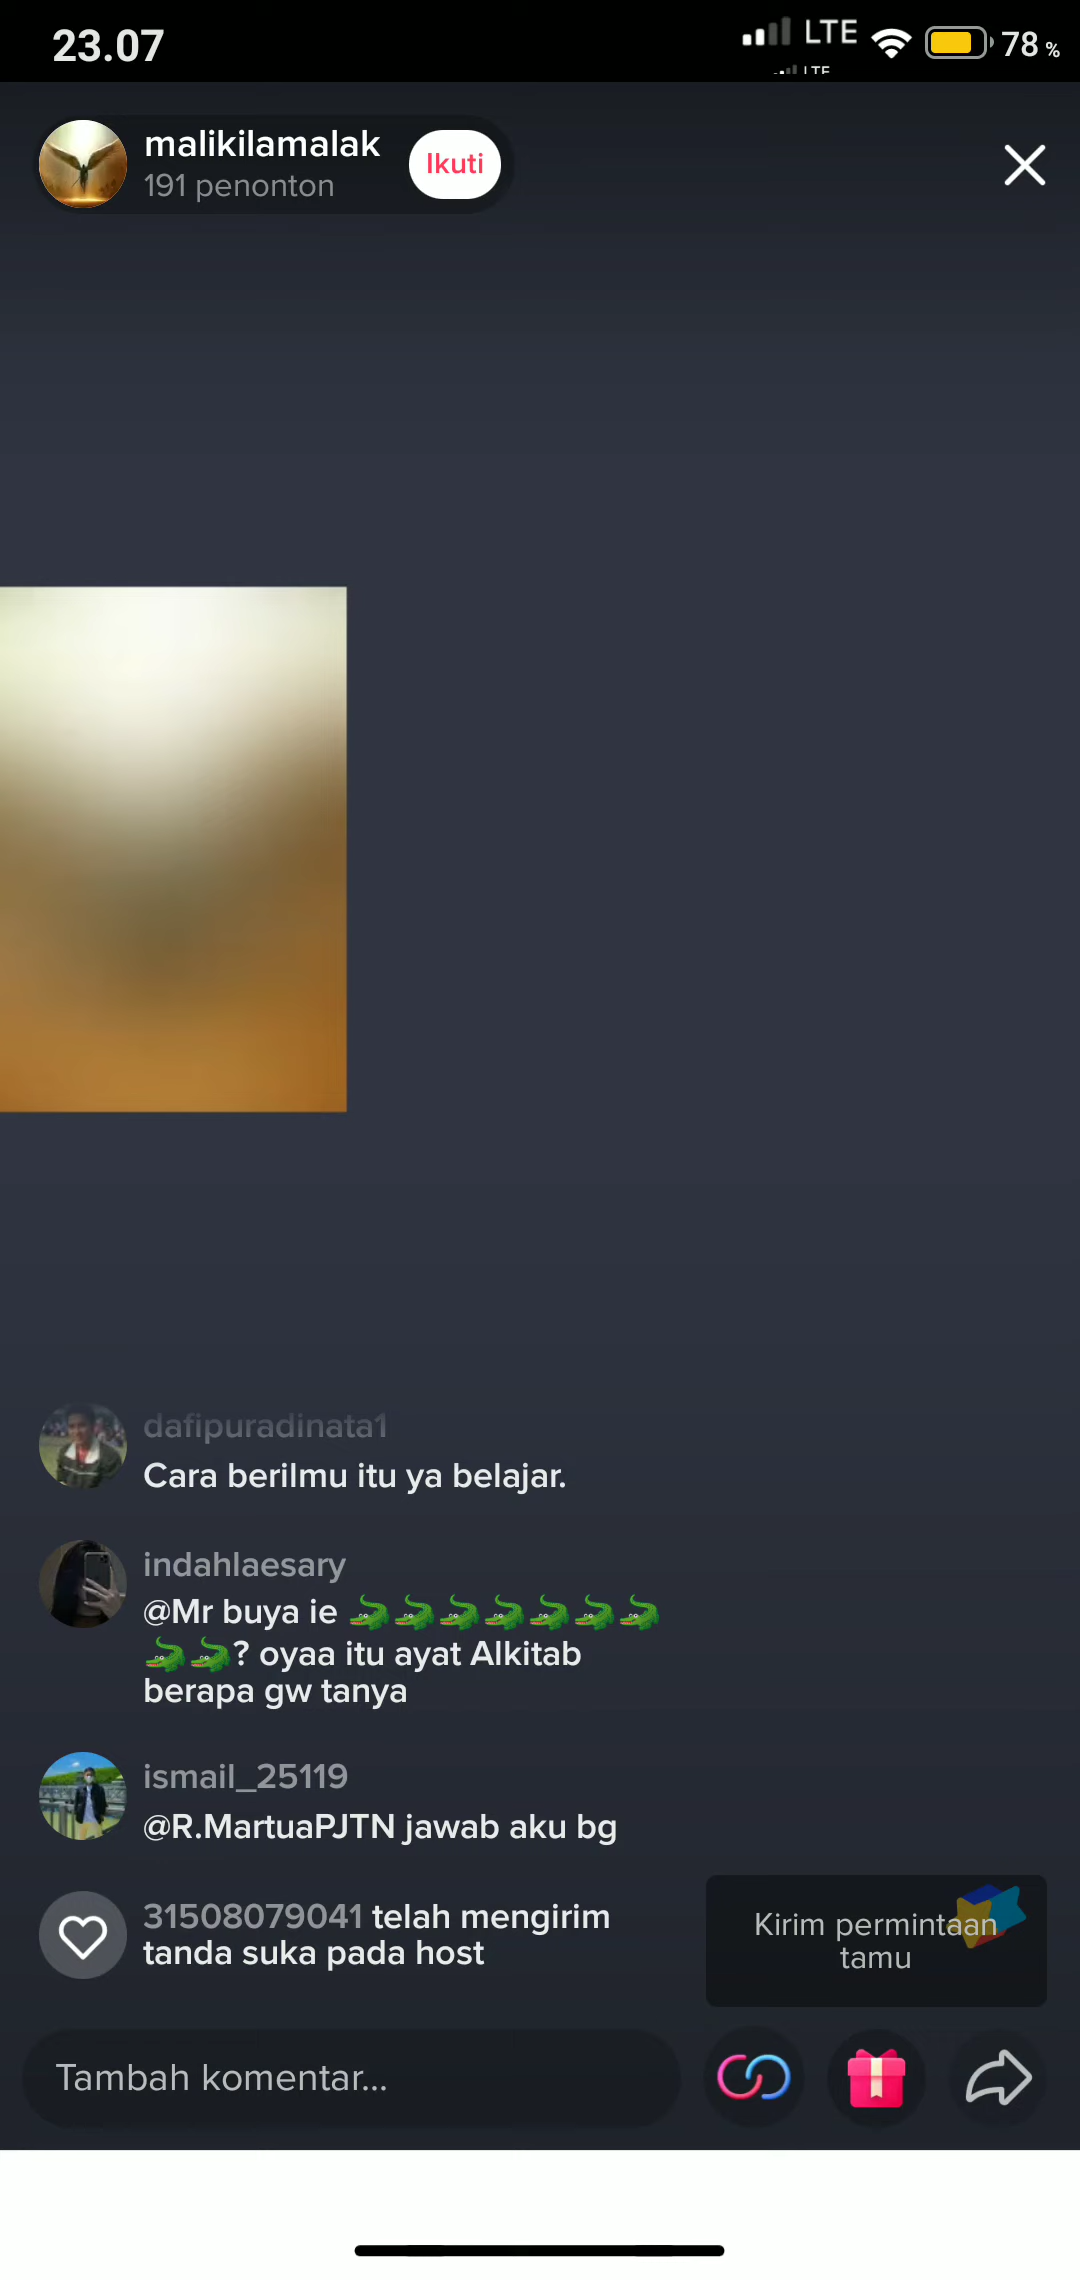 23.07
LTE
78 %
LTE
malikilamalak
191 penonton
Ikuti
dafipuradinata1
Cara berilmu itu ya belajar.
indahlaesary
@Mr buya ie 🐊🐊🐊🐊🐊🐊🐊
🐊🐊? oyaa itu ayat Alkitab
berapa gw tanya
ismail_25119
@R.MartuaPJTN jawab aku bg
31508079041 telah mengirim
tanda suka pada host
Kirim permintaan
tamu
Tambah komentar...